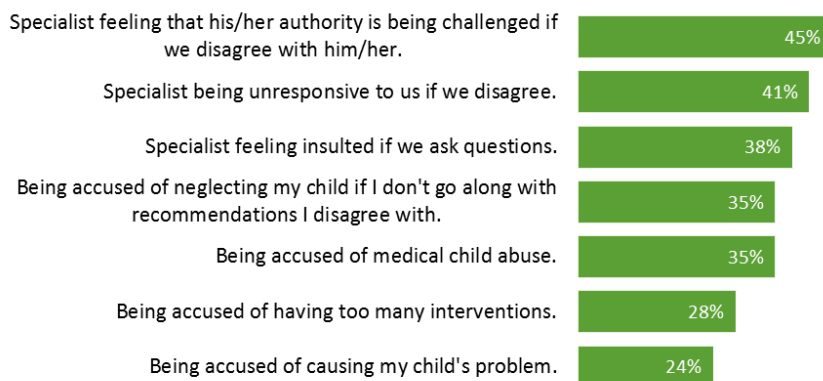 Specialist feeling that his/her authority is being challenged if
we disagree with him/her.
45%
Specialist being unresponsive to us if we disagree.
41%
Specialist feeling insulted if we ask questions.
38%
Being accused of neglecting my child if I don't go along with
recommendations I disagree with.
35%
Being accused of medical child abuse.
35%
Being accused of having too many interventions.
28%
Being accused of causing my child's problem.
24%